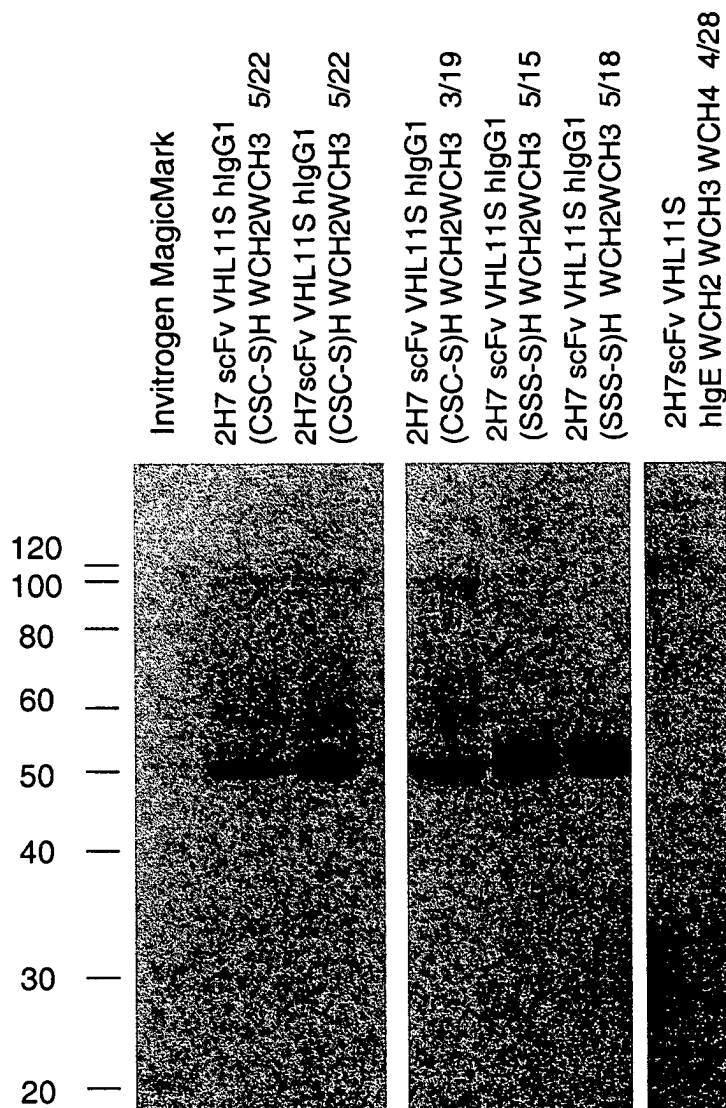 Invitrogen MagicMark
2H7 scFv VHL11S hIgG1
(CSC-S)H WCH2WCH3 5/22
2H7scFv VHL11S hIgG1
(CSC-S)H WCH2WCH3 5/22
2H7 scFv VHL11S hIgG1
(CSC-S)H WCH2WCH3 3/19
2H7 scFv VHL11S hIgG1
(SSS-S)H WCH2WCH3 5/15
2H7 scFv VHL11S hIgG1
(SSS-S)H WCH2WCH3 5/18
2H7scFv VHL11S
hIgE WCH2 WCH3 WCH4 4/28
120
100
80
60
50
40
30
20